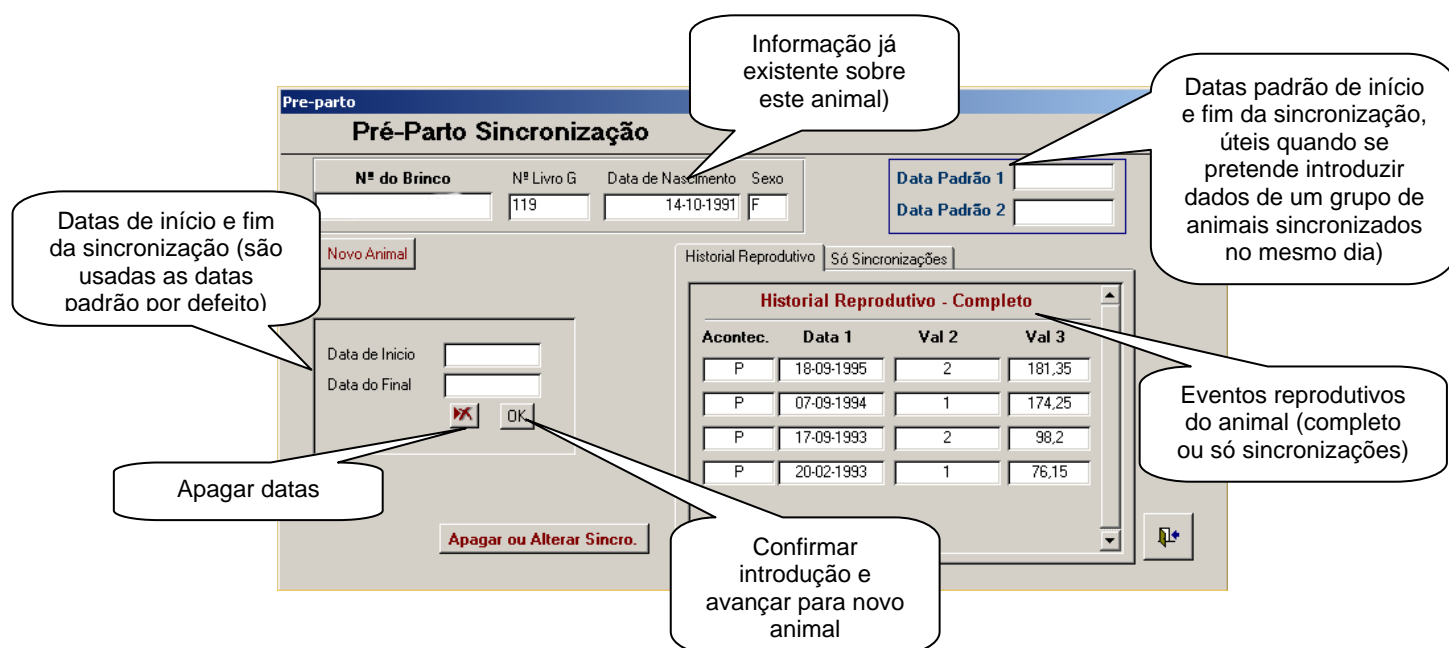 Informação já
existente sobre
este animal)
Datas padrão de início
e fim da sincronização,
úteis quando se
pretende introduzir
dados de um grupo de
animais sincronizados
no mesmo dia)
Pre-parto
Pré-Parto Sincronização
Nº do Brinco Nº Livro G Data de Nascimento Sexo
119 14-10-1991 F
Data Padrão 1
Data Padrão 2
Datas de início e fim
da sincronização (são
usadas as datas
padrão por defeito)
Novo Animal
Historial Reprodutivo Só Sincronizações
Historial Reprodutivo - Completo
Acontec. Data 1 Val 2 Val 3
P 18-09-1995 2 181,35
P 07-09-1994 1 174,25
P 17-09-1993 2 98,2
P 20-02-1993 1 76,15
Data de Inicio
Data do Final
OK
Eventos reprodutivos
do animal (completo
ou só sincronizações)
Apagar datas
Apagar ou Alterar Sincro.
Confirmar
introdução e
avançar para novo
animal